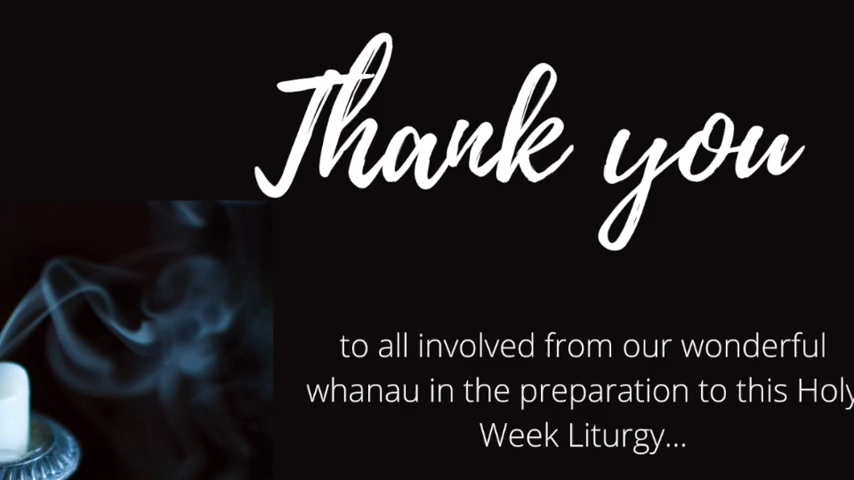 Thank you
to all involved from our wonderful
whanau in the preparation to this Holy
Week Liturgy...